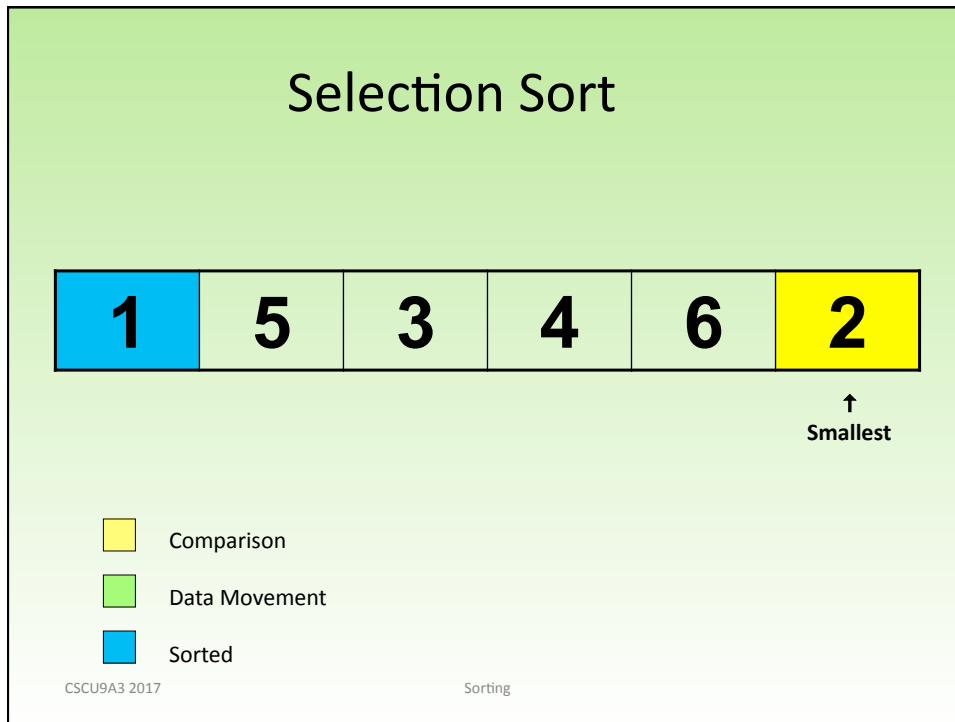 Selection Sort
1 5 3 4 6 2
↑
Smallest
Comparison
Data Movement
Sorted
CSCU9A3 2017 Sorting